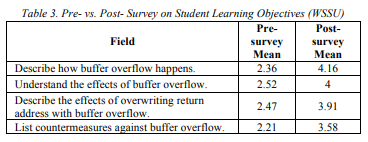 Table 3. Pre- vs. Post- Survey on Student Learning Objectives (WSSU)
Field
Pre-
survey
Mean
Post-
survey
Mean
Describe how buffer overflow happens. 2.36 4.16
Understand the effects of buffer overflow. 2.52 4
Describe the effects of overwriting return
address with buffer overflow. 2.47 3.91
List countermeasures against buffer overflow. 2.21 3.58